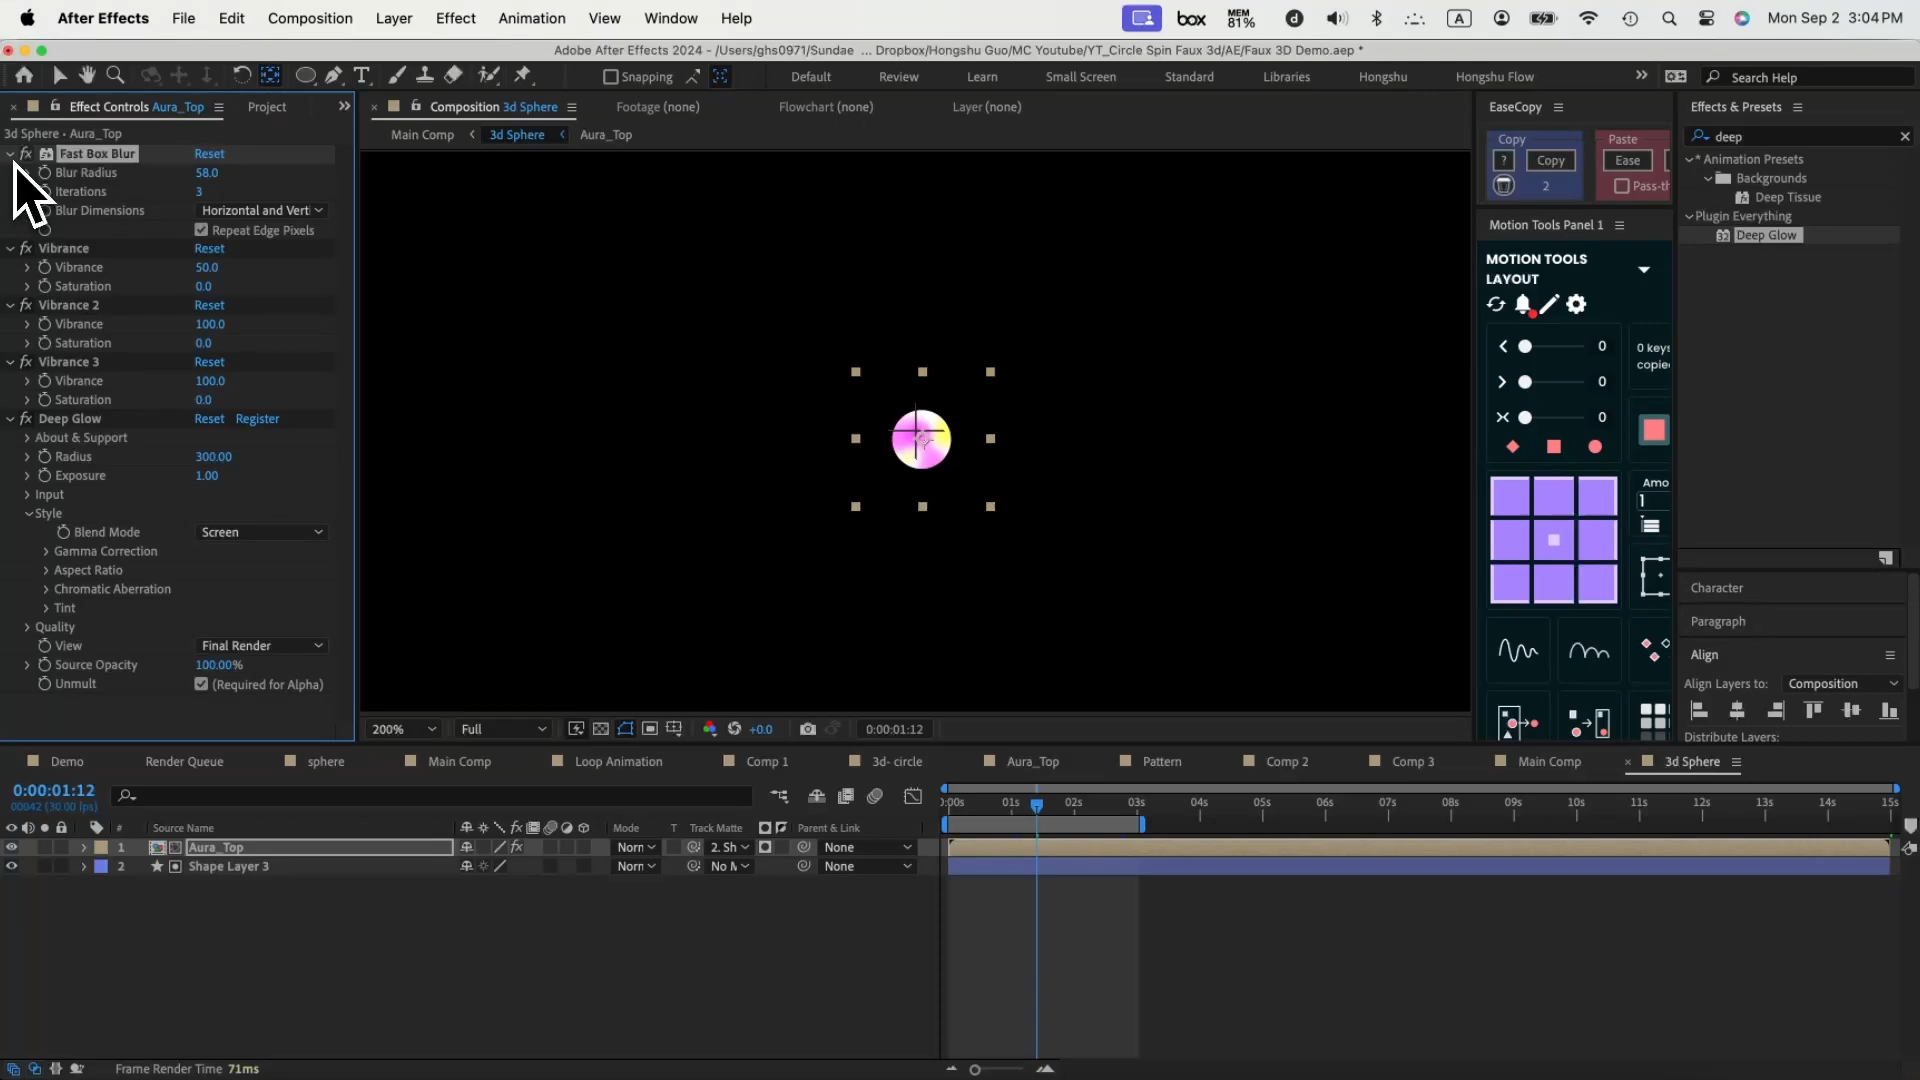 After Effects File Edit Composition Layer Effect Animation View Window Help box MEM 81% A Mon Sep 2 3:04 PM
Adobe After Effects 2024 - /Users/ghs0971/Sundae ... Dropbox/Hongshu Guo/MC Youtube/YT_Circle Spin Faux 3d/AE/Faux 3D Demo.aep *
Snapping Default Review Learn Small Screen Standard Libraries Hongshu Hongshu Flow Search Help
Effect Controls Aura_Top Project
Composition 3d Sphere Footage (none) Flowchart (none) Layer (none)
EaseCopy
Effects & Presets
3d Sphere • Aura_Top
Main Comp 3d Sphere Aura_Top
Fast Box Blur Reset
Blur Radius 58.0
Iterations 3
Blur Dimensions Horizontal and Verti
Repeat Edge Pixels
Vibrance Reset
Vibrance 50.0
Saturation 0.0
Vibrance 2 Reset
Vibrance 100.0
Saturation 0.0
Vibrance 3 Reset
Vibrance 100.0
Saturation 0.0
Deep Glow Reset Register
About & Support
Radius 300.00
Exposure 1.00
Input
Style
Blend Mode Screen
Gamma Correction
Aspect Ratio
Chromatic Aberration
Tint
Quality
View Final Render
Source Opacity 100.00%
Unmult (Required for Alpha)
200% Full +0.0 0:00:01:12
Copy Paste
? Copy Ease
2 Pass-th
Motion Tools Panel 1
MOTION TOOLS
LAYOUT
0
0
0
0 keys
copied
Amo
1
deep
* Animation Presets
Backgrounds
Deep Tissue
Plugin Everything
32 Deep Glow
Character
Paragraph
Align
Align Layers to: Composition
Distribute Layers:
Demo Render Queue sphere Main Comp Loop Animation Comp 1 3d- circle Aura_Top Pattern Comp 2 Comp 3 Main Comp 3d Sphere
0:00:01:12
00042 (30.00 fps)
):00s 01s 02s 03s 04s 05s 06s 07s 08s 09s 10s 11s 12s 13s 14s 15s
# Source Name fx Mode T Track Matte Parent & Link
1 Aura_Top fx Norn 2. Sh None
2 Shape Layer 3 Norn No M None
Frame Render Time 71ms